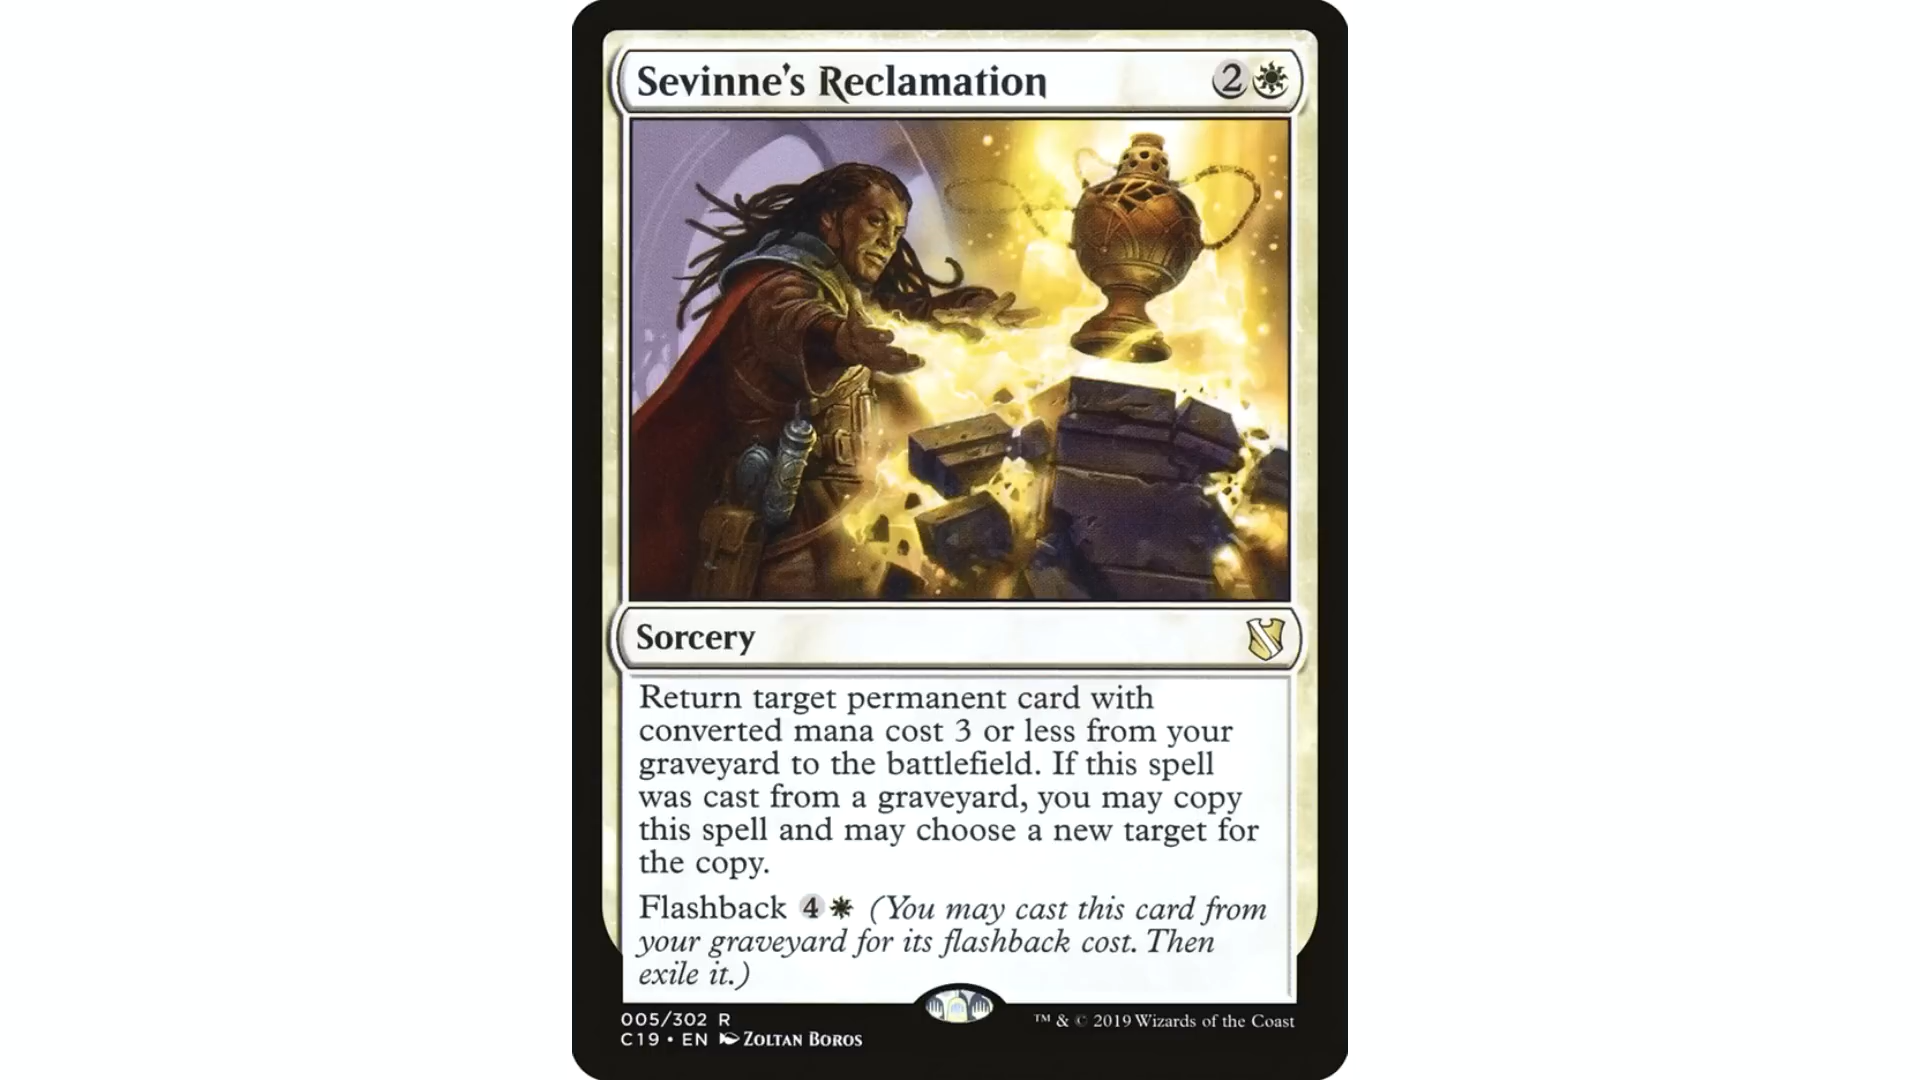 Sevinne's Reclamation 2
Sorcery
Return target permanent card with
converted mana cost 3 or less from your
graveyard to the battlefield. If this spell
was cast from a graveyard, you may copy
this spell and may choose a new target for
the copy.
Flashback 4 (You may cast this card from
your graveyard for its flashback cost. Then
exile it.)
005/302 R
C19 • EN Zoltan Boros
™ & © 2019 Wizards of the Coast